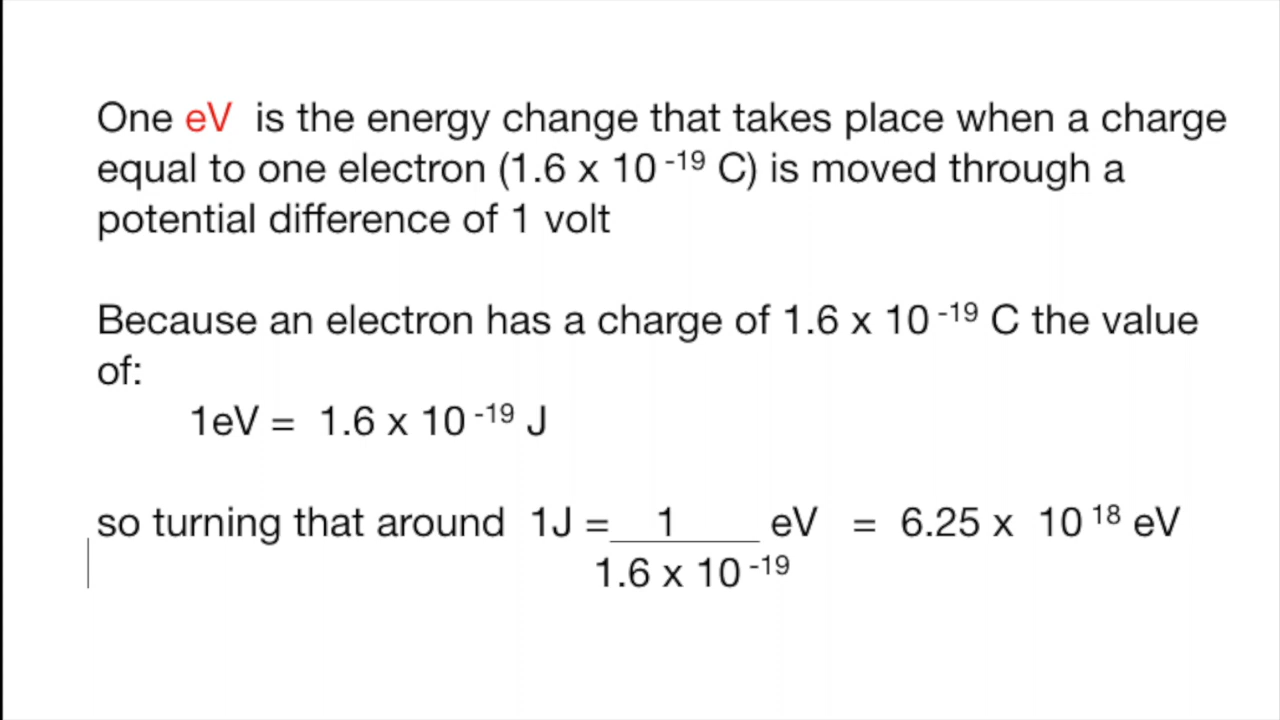 One eV is the energy change that takes place when a charge
equal to one electron (1.6 x 10⁻¹⁹ C) is moved through a
potential difference of 1 volt
Because an electron has a charge of 1.6 x 10⁻¹⁹ C the value
of:
1eV = 1.6 x 10⁻¹⁹ J
so turning that around 1J = 1 eV = 6.25 x 10¹⁸ eV
1.6 x 10⁻¹⁹